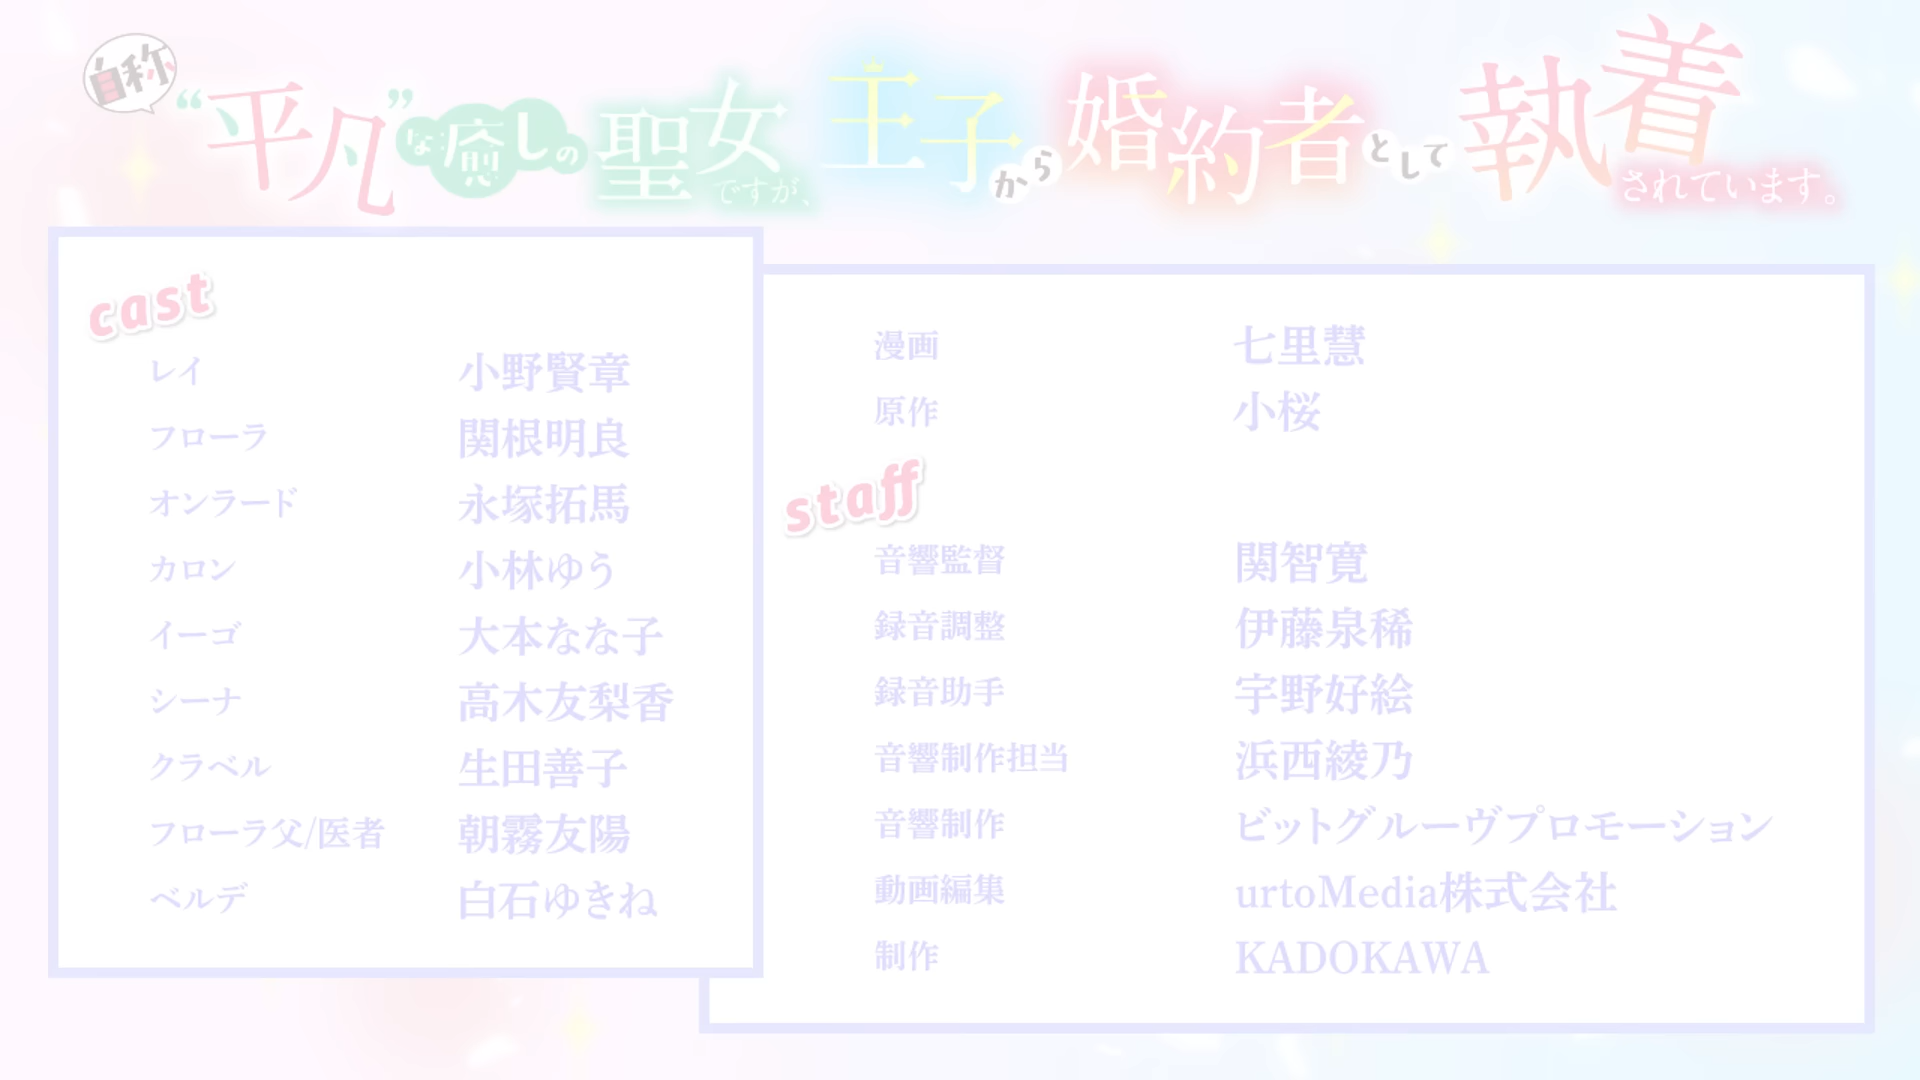 自称“平凡”な癒しの聖女ですが、王子から婚約者として執着されています。
cast
レイ 小野賢章
フローラ 関根明良
オンラード 永塚拓馬
カロン 小林ゆう
イーゴ 大本なな子
シーナ 高木友梨香
クラベル 生田善子
フローラ父/医者 朝霧友陽
ベルデ 白石ゆきね
漫画 七里慧
原作 小桜
staff
音響監督 関智寛
録音調整 伊藤泉稀
録音助手 宇野好絵
音響制作担当 浜西綾乃
音響制作 ビットグルーヴプロモーション
動画編集 urtoMedia株式会社
制作 KADOKAWA